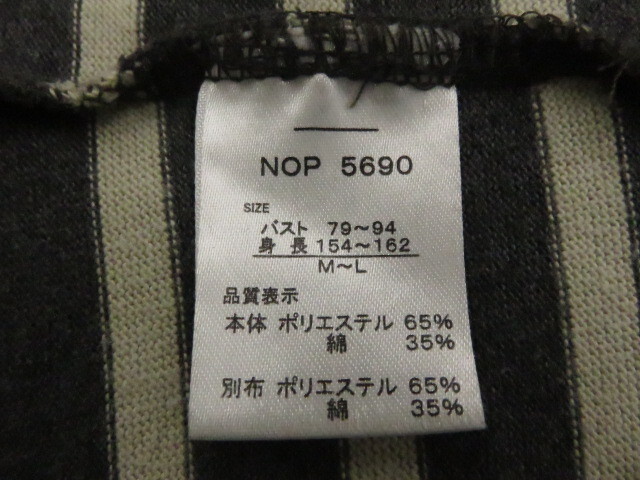 NOP 5690
SIZE
バスト 79～94
身長 154～162
M～L
品質表示
本体 ポリエステル 65%
綿 35%
別布 ポリエステル 65%
綿 35%